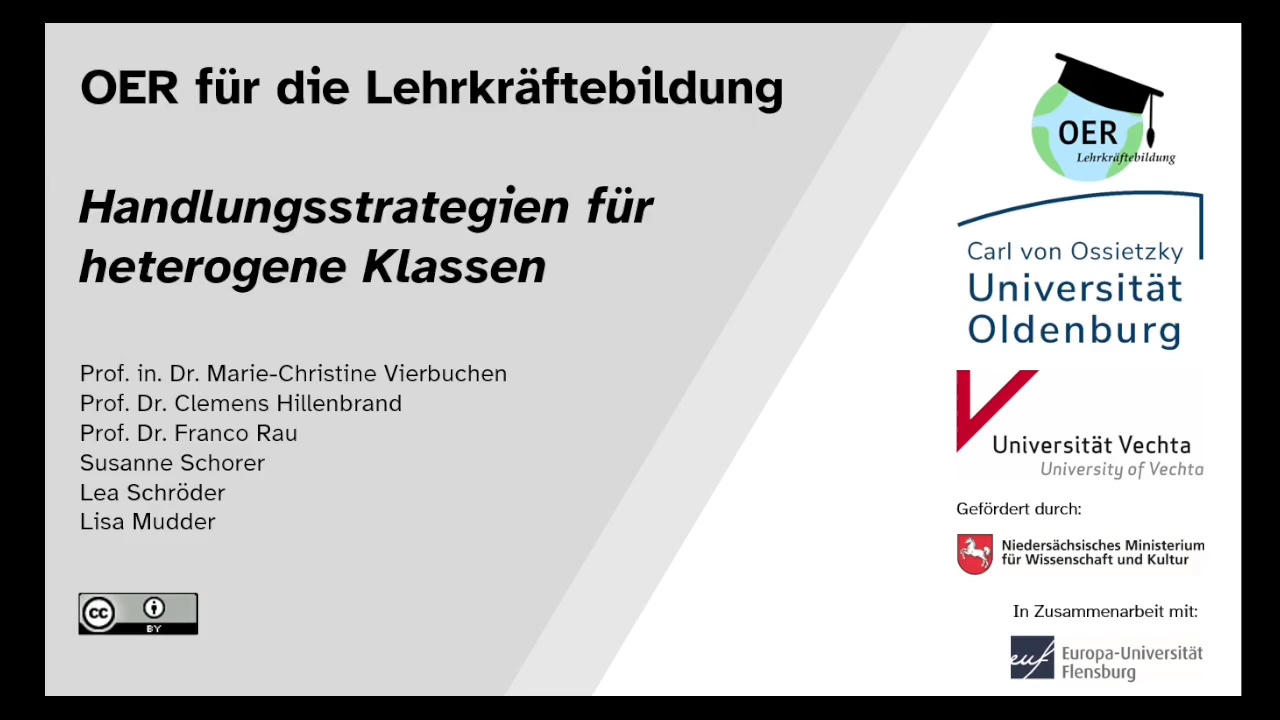 OER für die Lehrkräftebildung
Handlungsstrategien für
heterogene Klassen
Prof. in. Dr. Marie-Christine Vierbuchen
Prof. Dr. Clemens Hillenbrand
Prof. Dr. Franco Rau
Susanne Schorer
Lea Schröder
Lisa Mudder
cc
BY
OER
Lehrkräftebildung
Carl von Ossietzky
Universität
Oldenburg
Universität Vechta
University of Vechta
Gefördert durch:
Niedersächsisches Ministerium
für Wissenschaft und Kultur
In Zusammenarbeit mit:
euf
Europa-Universität
Flensburg